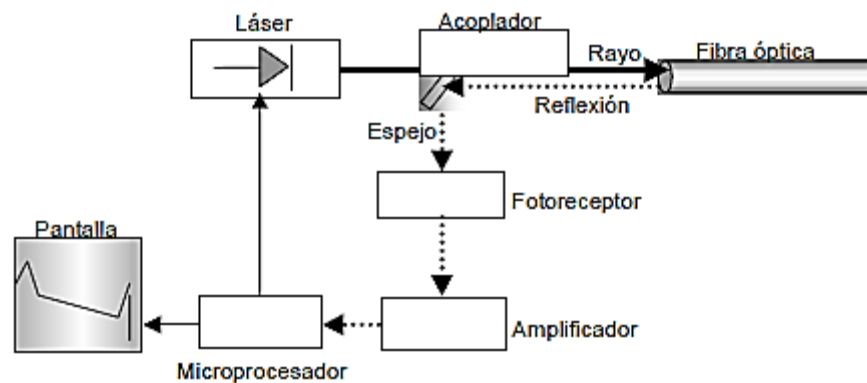 Láser
Acoplador
Rayo
Fibra óptica
Reflexión
Espejo
Fotoreceptor
Pantalla
Amplificador
Microprocesador